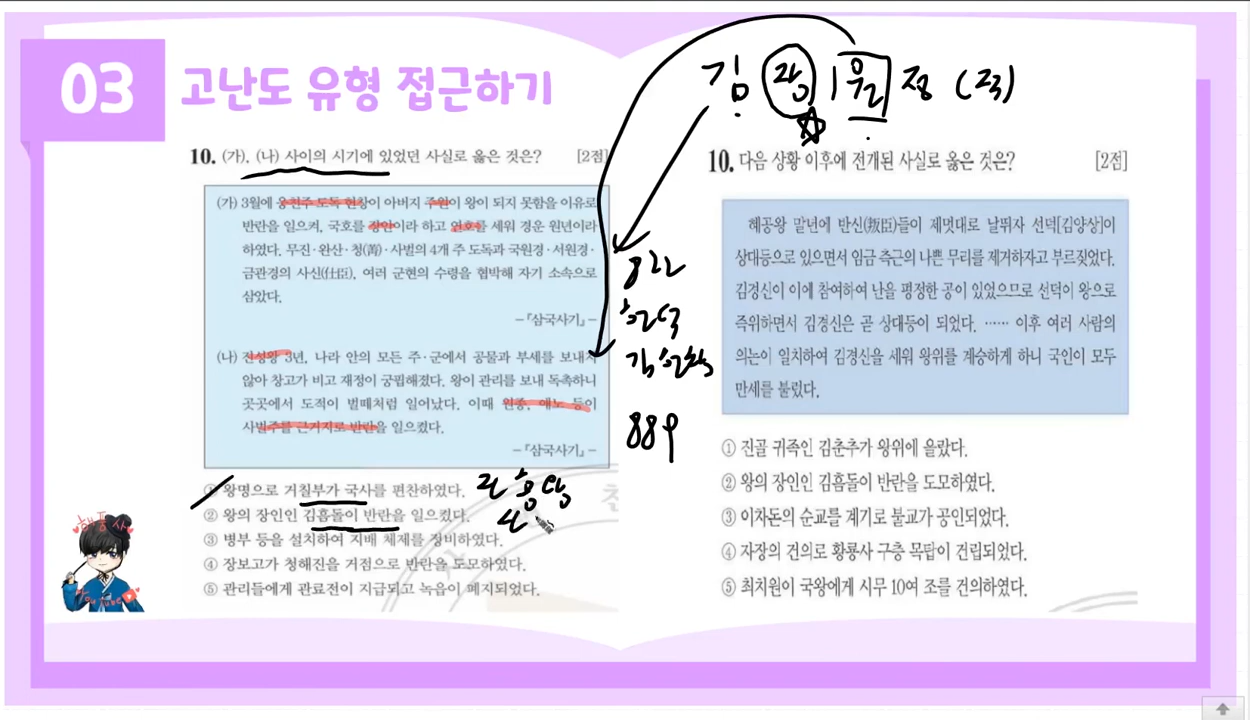 03 고난도 유형 접근하기
김 장 원 정 (적)
10. (가), (나) 사이의 시기에 있었던 사실로 옳은 것은? [2점]
(가) 3월에 웅천주 도독 헌창이 아버지 주원이 왕이 되지 못함을 이유로
반란을 일으켜, 국호를 장안이라 하고 연호를 세워 경운 원년이라
하였다. 무진·완산·청(菁)·사벌의 4개 주 도독과 국원경·서원경·
금관경의 사신(仕臣), 여러 군현의 수령을 협박해 자기 소속으로
삼았다.
-『삼국사기』-
(나) 진성왕 3년, 나라 안의 모든 주·군에서 공물과 부세를 보내지
않아 창고가 비고 재정이 궁핍해졌다. 왕이 관리를 보내 독촉하니
곳곳에서 도적이 벌떼처럼 일어났다. 이때 원종, 애노 등이
사벌주를 근거지로 반란을 일으켰다.
-『삼국사기』-
① 왕명으로 거칠부가 국사를 편찬하였다.
② 왕의 장인인 김흠돌이 반란을 일으켰다.
③ 병부 등을 설치하여 지배 체제를 정비하였다.
④ 장보고가 청해진을 거점으로 반란을 도모하였다.
⑤ 관리들에게 관료전이 지급되고 녹읍이 폐지되었다.
822
헌덕
김헌창
889
진흥왕
신
10. 다음 상황 이후에 전개된 사실로 옳은 것은? [2점]
혜공왕 말년에 반신(叛臣)들이 제멋대로 날뛰자 선덕[김양상]이
상대등으로 있으면서 임금 측근의 나쁜 무리를 제거하자고 부르짖었다.
김경신이 이에 참여하여 난을 평정한 공이 있었으므로 선덕이 왕으로
즉위하면서 김경신은 곧 상대등이 되었다. …… 이후 여러 사람의
의논이 일치하여 김경신을 세워 왕위를 계승하게 하니 국인이 모두
만세를 불렀다.
① 진골 귀족인 김춘추가 왕위에 올랐다.
② 왕의 장인인 김흠돌이 반란을 도모하였다.
③ 이차돈의 순교를 계기로 불교가 공인되었다.
④ 자장의 건의로 황룡사 구층 목탑이 건립되었다.
⑤ 최치원이 국왕에게 시무 10여 조를 건의하였다.
해품사
YouTube